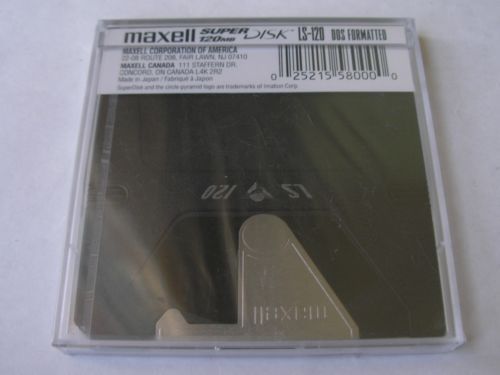 maxell SUPER DISK™ LS-120 DOS FORMATTED
120MB
MAXELL CORPORATION OF AMERICA
22-08 ROUTE 208, FAIR LAWN, NJ 07410
MAXELL CANADA 111 STAFFERN DR.
CONCORD, ON CANADA L4K 2R2
Made in Japan / Fabriqué à Japon
SuperDisk and the circle-pyramid logo are trademarks of Imation Corp
0 25215 58000 0
LS 120
maxell